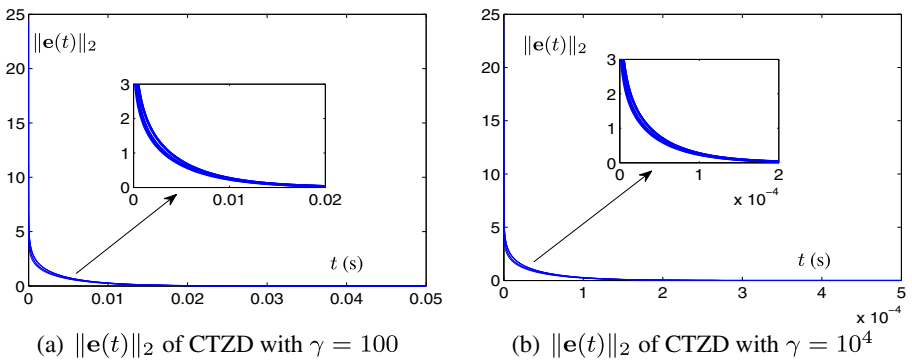 25
20
15
10
5
0
‖e(t)‖₂
3
2
1
0
0 0.01 0.02
t (s)
0 0.01 0.02 0.03 0.04 0.05
(a) ‖e(t)‖₂ of CTZD with γ = 100
25
20
15
10
5
0
‖e(t)‖₂
3
2
1
0
0 1 2
x 10⁻⁴
t (s)
0 1 2 3 4 5
x 10⁻⁴
(b) ‖e(t)‖₂ of CTZD with γ = 10⁴